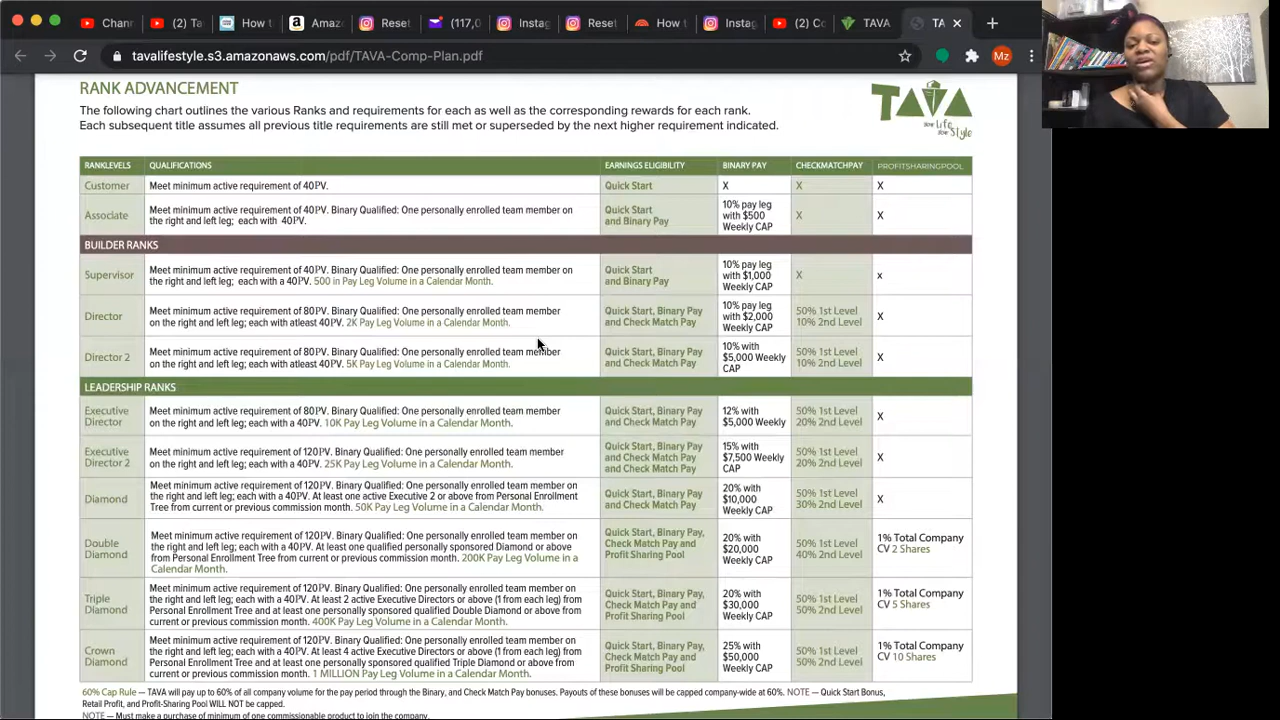 Chann
(2) Ta
How t
Amaz
Reset
(117,0
Instag
Reset
How t
Instag
(2) Co
TAVA
TA
tavalifestyle.s3.amazonaws.com/pdf/TAVA-Comp-Plan.pdf
Mz
RANK ADVANCEMENT
The following chart outlines the various Ranks and requirements for each as well as the corresponding rewards for each rank.
Each subsequent title assumes all previous title requirements are still met or superseded by the next higher requirement indicated.
TAVA
Life
Style
RANKLEVELS QUALIFICATIONS EARNINGS ELIGIBILITY BINARY PAY CHECKMATCHPAY PROFITSHARINGPOOL
Customer Meet minimum active requirement of 40PV. Quick Start X X X
Associate
Meet minimum active requirement of 40PV. Binary Qualified: One personally enrolled team member on
the right and left leg; each with 40PV.
Quick Start
and Binary Pay
10% pay leg
with $500
Weekly CAP
X
X
BUILDER RANKS
Supervisor
Meet minimum active requirement of 40PV. Binary Qualified: One personally enrolled team member on
the right and left leg; each with a 40PV. 500 in Pay Leg Volume in a Calendar Month.
Quick Start
and Binary Pay
10% pay leg
with $1,000
Weekly CAP
X
x
Director
Meet minimum active requirement of 80PV. Binary Qualified: One personally enrolled team member
on the right and left leg; each with atleast 40PV. 2K Pay Leg Volume in a Calendar Month.
Quick Start, Binary Pay
and Check Match Pay
10% pay leg
with $2,000
Weekly CAP
50% 1st Level
10% 2nd Level
X
Director 2
Meet minimum active requirement of 80PV. Binary Qualified: One personally enrolled team member
on the right and left leg; each with atleast 40PV. 5K Pay Leg Volume in a Calendar Month.
Quick Start, Binary Pay
and Check Match Pay
10% with
$5,000 Weekly
CAP
50% 1st Level
10% 2nd Level
X
LEADERSHIP RANKS
Executive
Director
Meet minimum active requirement of 80PV. Binary Qualified: One personally enrolled team member
on the right and left leg; each with a 40PV. 10K Pay Leg Volume in a Calendar Month.
Quick Start, Binary Pay
and Check Match Pay
12% with
$5,000 Weekly
50% 1st Level
20% 2nd Level
X
Executive
Director 2
Meet minimum active requirement of 120PV. Binary Qualified: One personally enrolled team member
on the right and left leg; each with a 40PV. 25K Pay Leg Volume in a Calendar Month.
Quick Start, Binary Pay
and Check Match Pay
and Check Match Pay
15% with
$7,500 Weekly
CAP
50% 1st Level
20% 2nd Level
X
Diamond
Meet minimum active requirement of 120PV. Binary Qualified: One personally enrolled team member on
the right and left leg; each with a 40PV. At least one active Executive 2 or above from Personal Enrollment
Tree from current or previous commission month. 50K Pay Leg Volume in a Calendar Month.
Quick Start, Binary Pay
and Check Match Pay
20% with
$10,000
Weekly CAP
50% 1st Level
30% 2nd Level
X
Double
Diamond
Meet minimum active requirement of 120PV. Binary Qualified: One personally enrolled team member on
the right and left leg; each with a 40PV. At least one qualified personally sponsored Diamond or above
from Personal Enrollment Tree from current or previous commission month. 200K Pay Leg Volume in a
Calendar Month.
Quick Start, Binary Pay,
Check Match Pay and
Profit Sharing Pool
20% with
$20,000
Weekly CAP
50% 1st Level
40% 2nd Level
1% Total Company
CV 2 Shares
Triple
Diamond
Meet minimum active requirement of 120PV. Binary Qualified: One personally enrolled team member on
the right and left leg; each with a 40PV. At least 2 active Executive Directors or above (1 from each leg) from
Personal Enrollment Tree and at least one personally sponsored qualified Double Diamond or above from
current or previous commission month. 400K Pay Leg Volume in a Calendar Month.
Quick Start, Binary Pay,
Check Match Pay and
Profit Sharing Pool
20% with
$30,000
Weekly CAP
50% 1st Level
50% 2nd Level
1% Total Company
CV 5 Shares
Crown
Diamond
Meet minimum active requirement of 120PV. Binary Qualified: One personally enrolled team member on
the right and left leg; each with a 40PV. At least 4 active Executive Directors or above (1 from each leg) from
Personal Enrollment Tree and at least one personally sponsored qualified Triple Diamond or above from
current or previous commission month. 1 MILLION Pay Leg Volume in a Calendar Month.
Quick Start, Binary Pay,
Check Match Pay and
Profit Sharing Pool
25% with
$50,000
Weekly CAP
50% 1st Level
50% 2nd Level
1% Total Company
CV 10 Shares
60% Cap Rule — TAVA will pay up to 60% of all company volume for the pay period through the Binary, and Check Match Pay bonuses. Payouts of these bonuses will be capped company-wide at 60%. NOTE — Quick Start Bonus,
Retail Profit, and Profit-Sharing Pool WILL NOT be capped.
NOTE — Must make a purchase of minimum of one commissionable product to join the company.